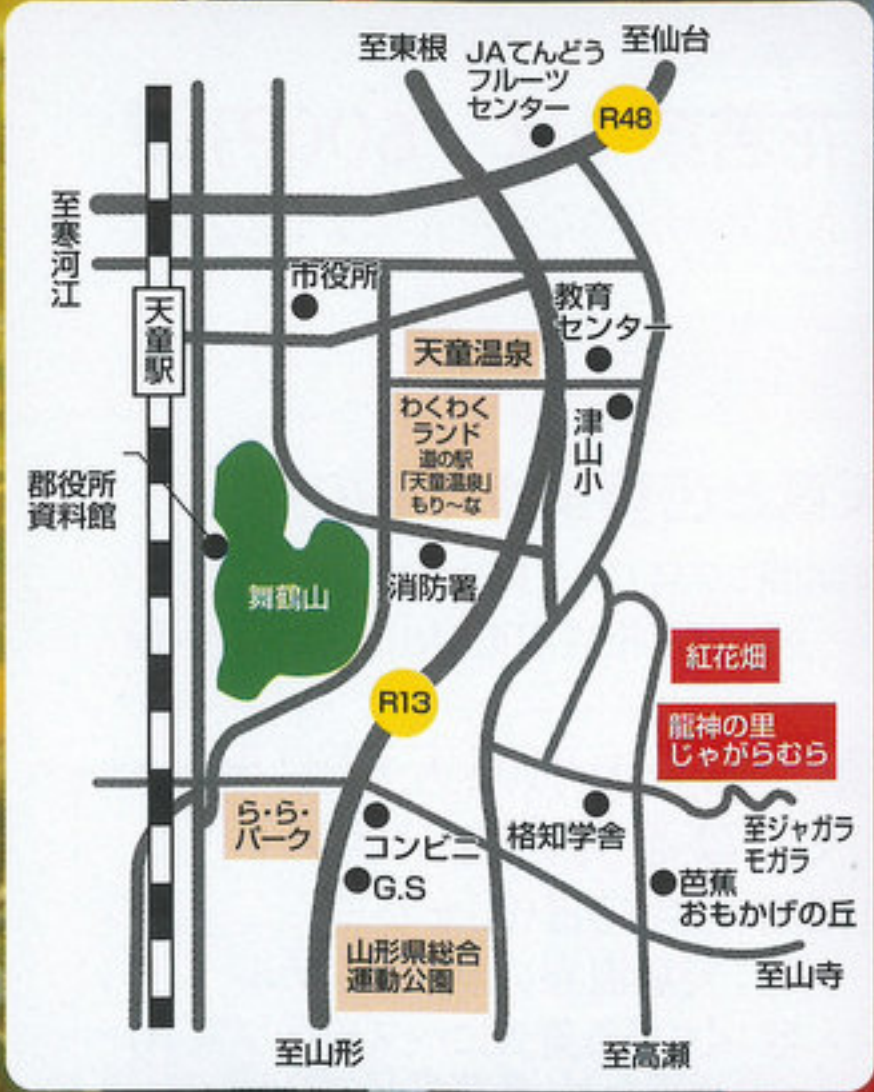 至東根
JAてんどう
フルーツ
センター
至仙台
R48
至寒河江
市役所
教育
センター
天童駅
天童温泉
わくわく
ランド
道の駅
「天童温泉」
もり〜な
津山小
郡役所
資料館
舞鶴山
消防署
紅花畑
R13
龍神の里
じゃがらむら
ら・ら・
パーク
コンビニ
格知学舎
至ジャガラ
モガラ
G.S
芭蕉
おもかげの丘
山形県総合
運動公園
至山寺
至山形
至高瀬